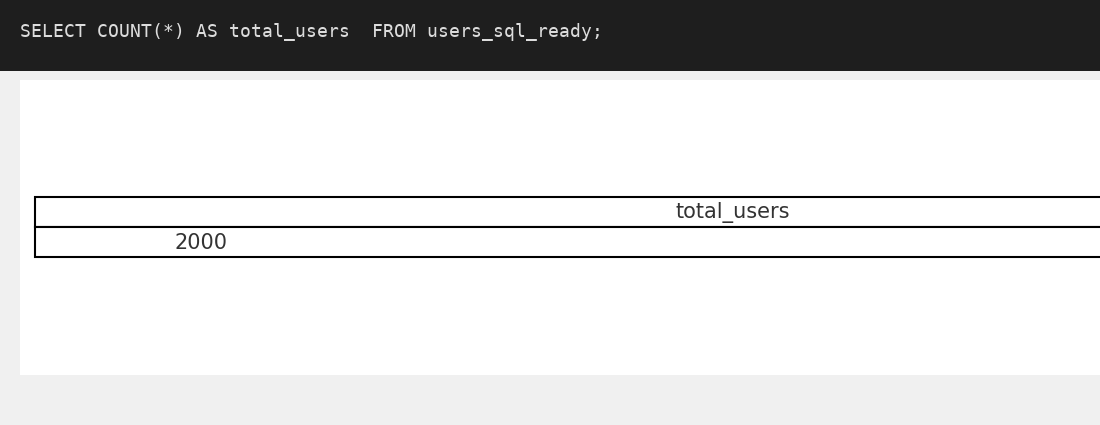 SELECT COUNT(*) AS total_users  FROM users_sql_ready;
total_users
2000